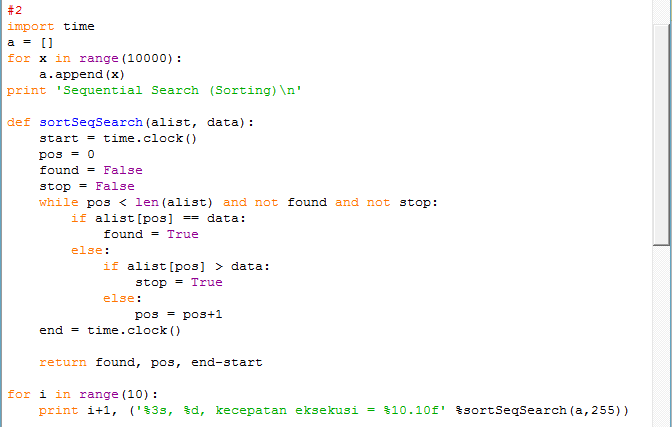 #2
import time
a = []
for x in range(10000):
    a.append(x)
print 'Sequential Search (Sorting)\n'

def sortSeqSearch(alist, data):
    start = time.clock()
    pos = 0
    found = False
    stop = False
    while pos < len(alist) and not found and not stop:
        if alist[pos] == data:
            found = True
        else:
            if alist[pos] > data:
                stop = True
            else:
                pos = pos+1
    end = time.clock()

    return found, pos, end-start

for i in range(10):
    print i+1, ('%3s, %d, kecepatan eksekusi = %10.10f' %sortSeqSearch(a,255))